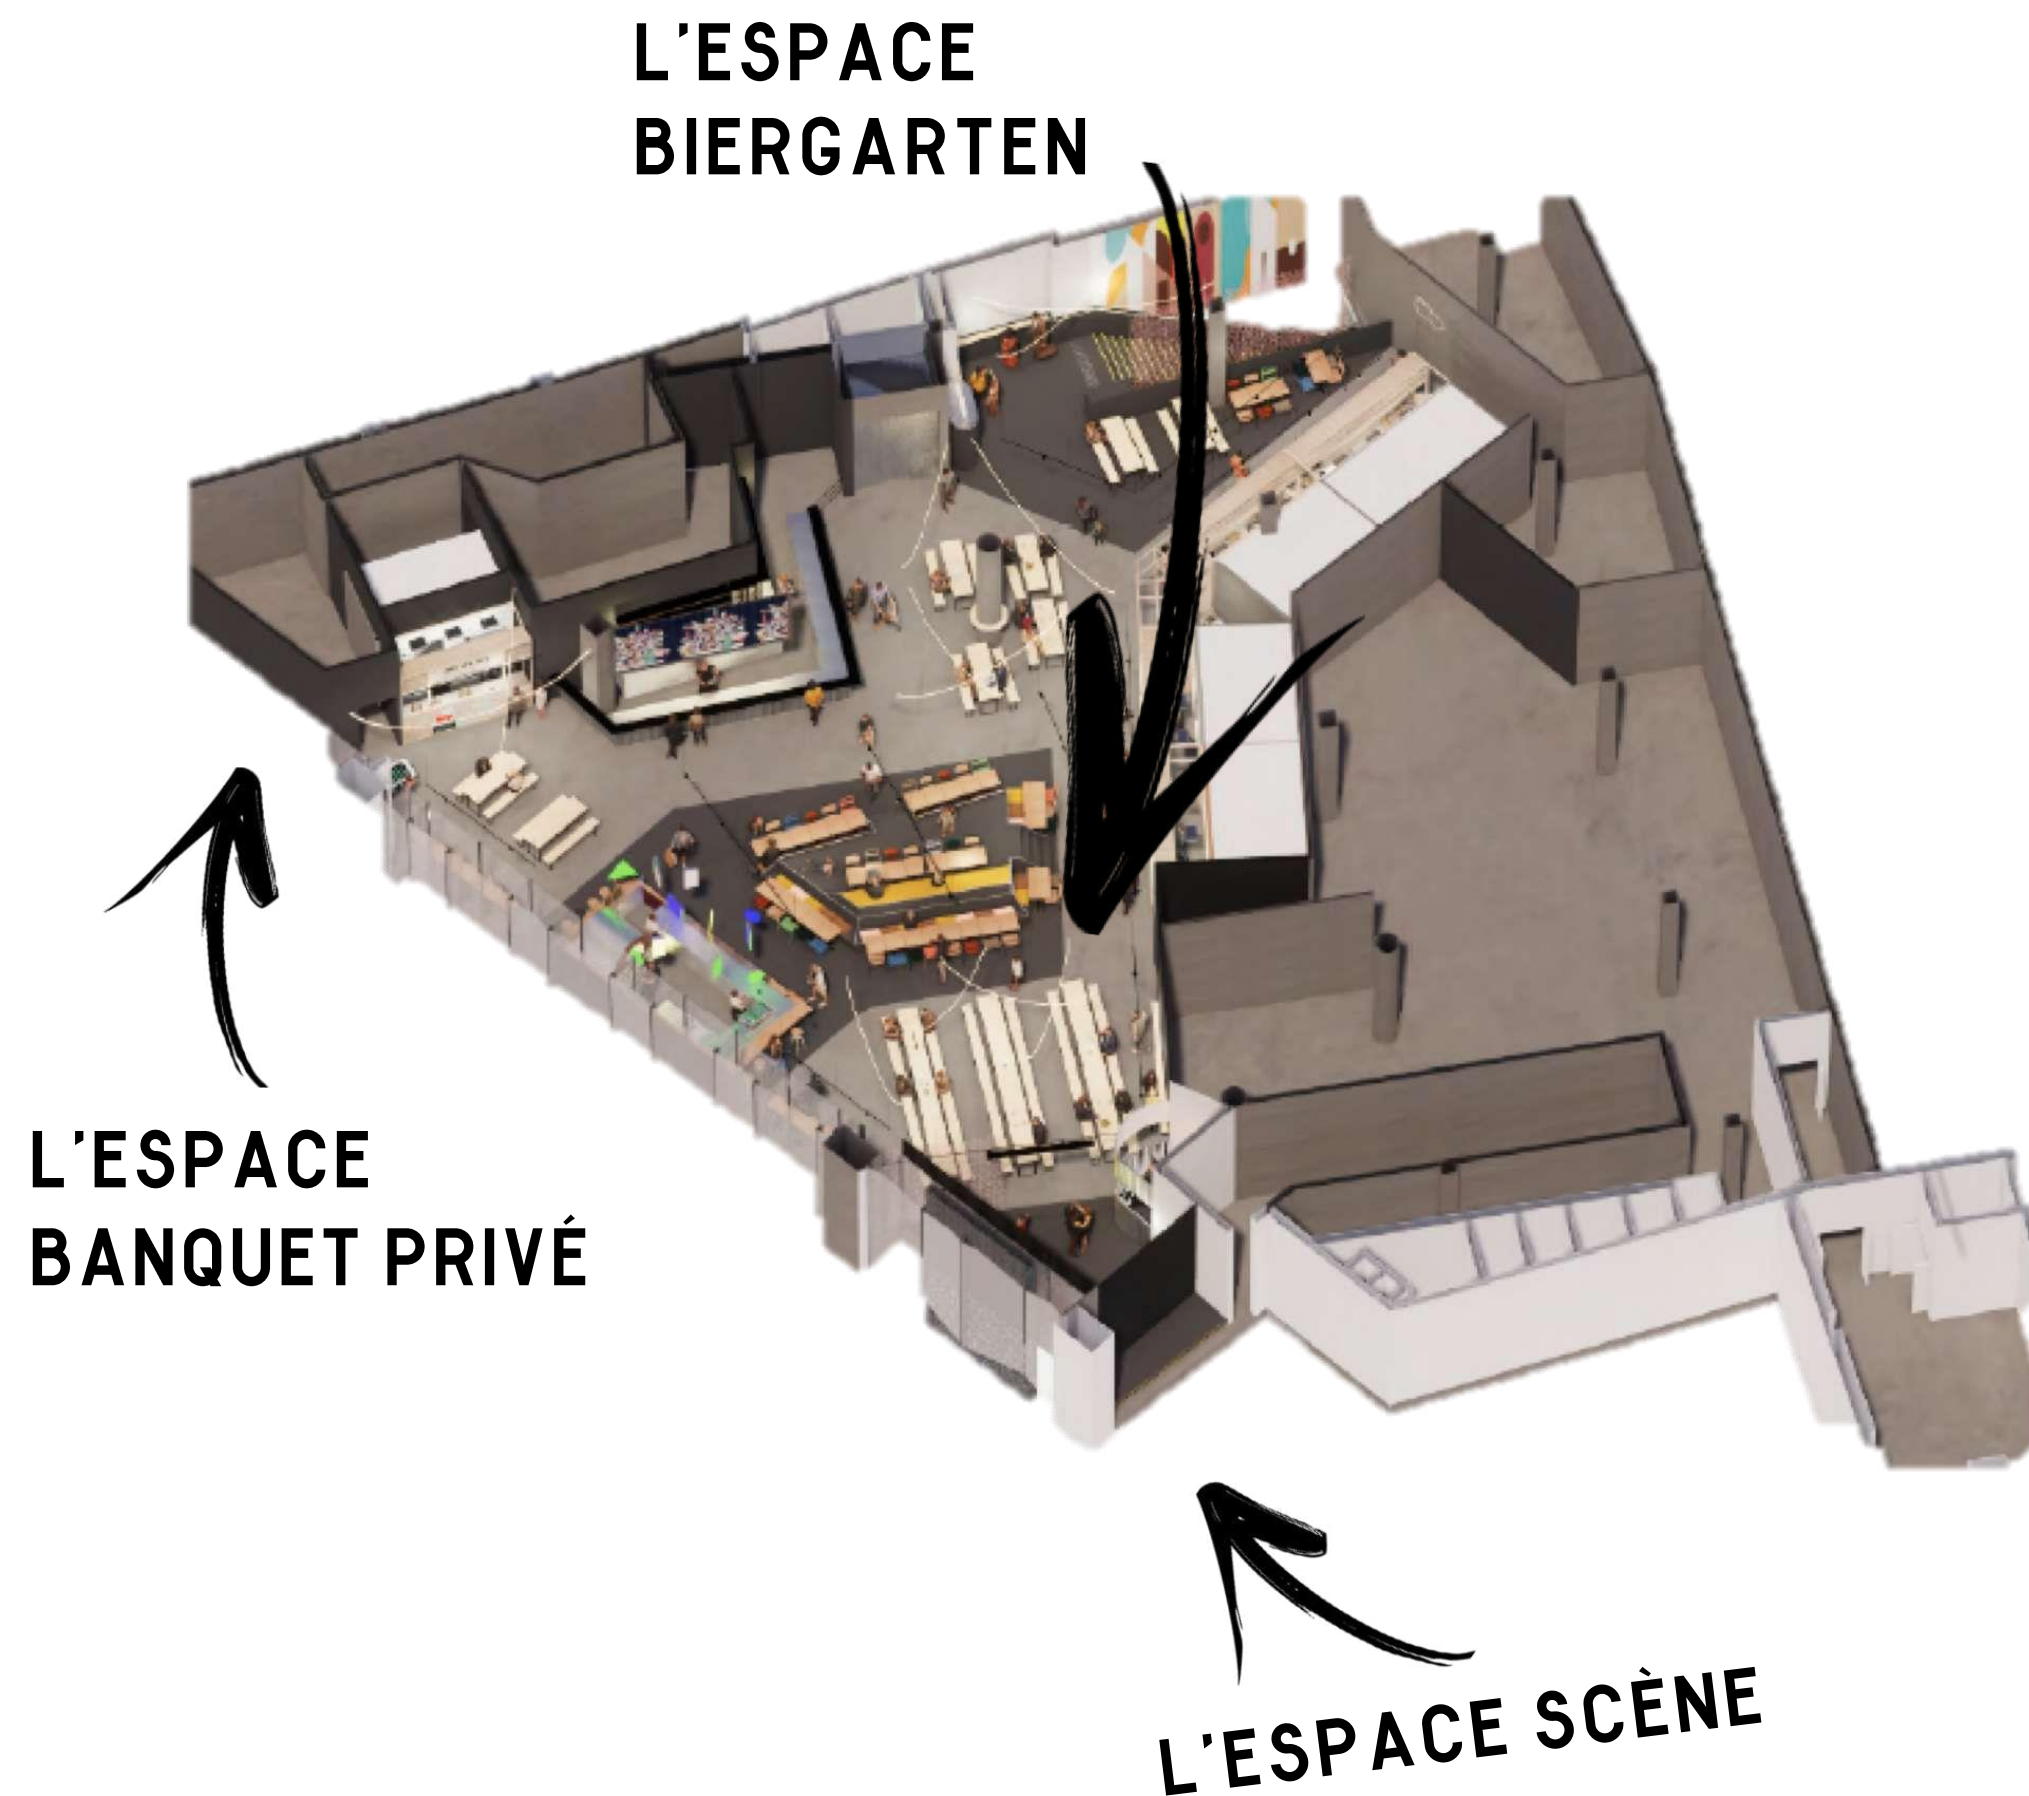 L'ESPACE
BIERGARTEN
L'ESPACE
BANQUET PRIVÉ
L'ESPACE SCÈNE